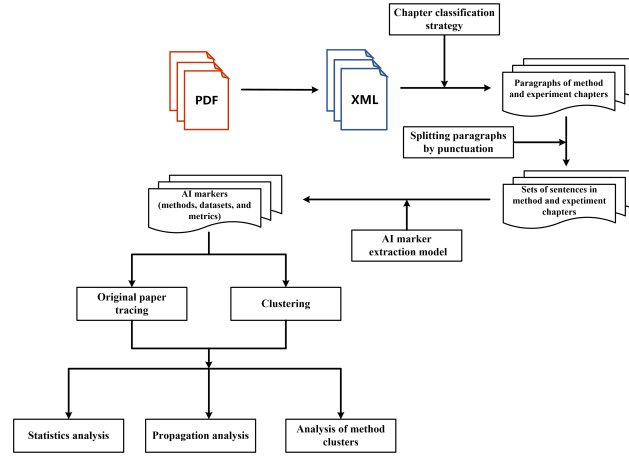 Chapter classification
strategy
PDF
XML
Paragraphs of method
and experiment chapters
Splitting paragraphs
by punctuation
Sets of sentences in
method and expetiment
chapters
AI markers
(methods, datasets, and
metrics)
AI marker
extraction model
Original paper
tracing
Clustering
Statistics analysis
Propagation analysis
Analysis of method
clusters